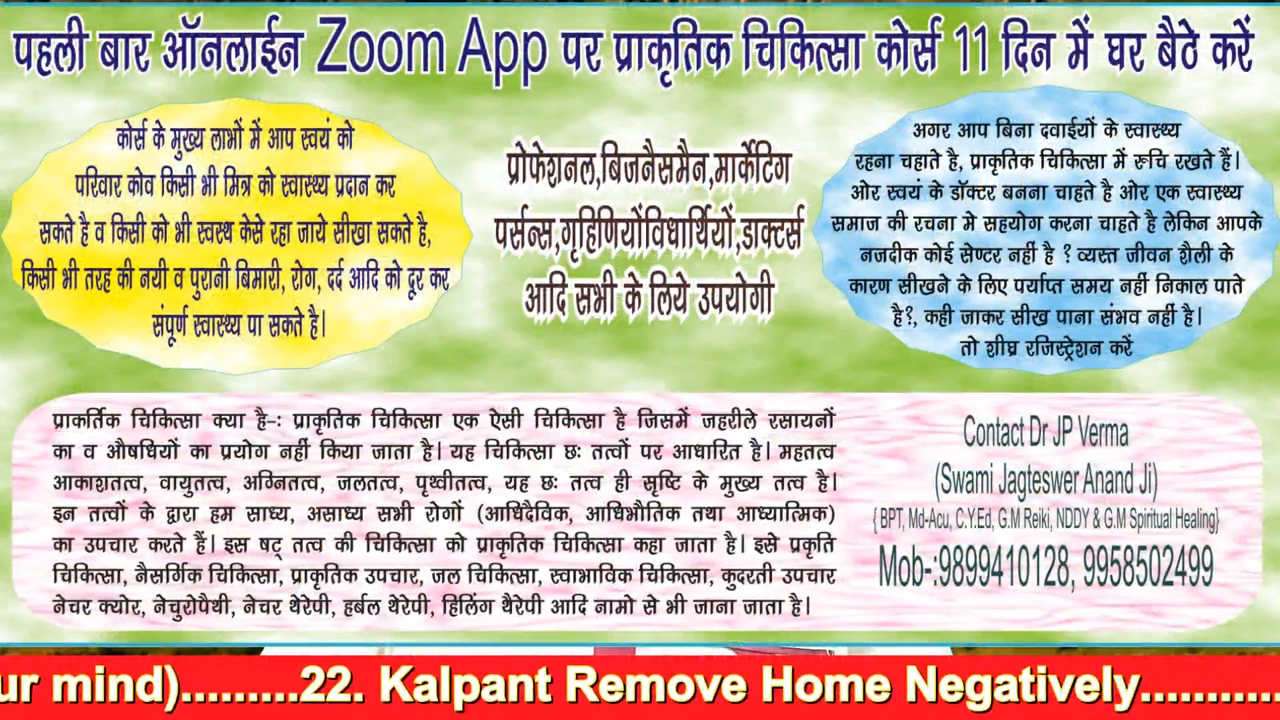 पहली बार ऑनलाईन Zoom App पर प्राकृतिक चिकित्सा कोर्स 11 दिन में घर बैठे करें
कोर्स के मुख्य लाभों में आप स्वयं को
परिवार कोव किसी भी मित्र को स्वास्थ्य प्रदान कर
सकते है व किसी को भी स्वस्थ केसे रहा जाये सीखा सकते है,
किसी भी तरह की नयी व पुरानी बिमारी, रोग, दर्द आदि को दूर कर
संपूर्ण स्वास्थ्य पा सकते है।
प्रोफेशनल,बिजनैसमैन,मार्केटिग
पर्सन्स,गृहिणियोंविधार्थियों,डाक्टर्स
आदि सभी के लिये उपयोगी
अगर आप बिना दवाईयों के स्वास्थ्य
रहना चहाते है, प्राकृतिक चिकित्सा में रूचि रखते हैं।
ओर स्वयं के डॉक्टर बनना चाहते है ओर एक स्वास्थ्य
समाज की रचना मे सहयोग करना चाहते है लेकिन आपके
नजदीक कोई सेण्टर नहीं है ? व्यस्त जीवन शैली के
कारण सीखने के लिए पर्याप्त समय नहीं निकाल पाते
है?, कही जाकर सीख पाना संभव नहीं है।
तो शीघ्र रजिस्ट्रेशन करें
प्राकर्तिक चिकित्सा क्या है-: प्राकृतिक चिकित्सा एक ऐसी चिकित्सा है जिसमें जहरीले रसायनों
का व औषधियों का प्रयोग नहीं किया जाता है। यह चिकित्सा छः तत्वों पर आधारित है। महतत्व
आकाशतत्व, वायुतत्व, अग्नितत्व, जलतत्व, पृथ्वीतत्व, यह छः तत्व ही सृष्टि के मुख्य तत्व है।
इन तत्वों के द्वारा हम साध्य, असाध्य सभी रोगों (आधिदैविक, आधिभौतिक तथा आध्यात्मिक)
का उपचार करते हैं। इस षट् तत्व की चिकित्सा को प्राकृतिक चिकित्सा कहा जाता है। इसे प्रकृति
चिकित्सा, नैसर्गिक चिकित्सा, प्राकृतिक उपचार, जल चिकित्सा, स्वाभाविक चिकित्सा, कुदरती उपचार
नेचर क्योर, नेचुरोपैथी, नेचर थेरेपी, हर्बल थेरेपी, हिलिंग थैरेपी आदि नामो से भी जाना जाता है।
Contact Dr JP Verma
(Swami Jagteswer Anand Ji)
{ BPT, Md-Acu, C.Y.Ed, G.M Reiki, NDDY & G.M Spiritual Healing}
Mob-:9899410128, 9958502499
ur mind).........22. Kalpant Remove Home Negatively...........